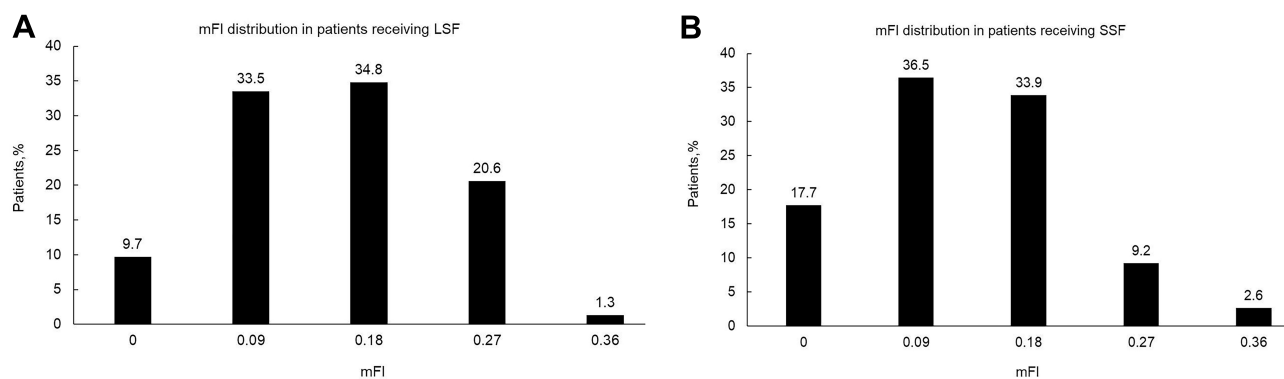 A
mFI distribution in patients receiving LSF
Patients,%
40
35
30
25
20
15
10
5
0
9.7
33.5
34.8
20.6
1.3
0 0.09 0.18 0.27 0.36
mFI
B
mFI distribution in patients receiving SSF
Patients,%
40
35
30
25
20
15
10
5
0
17.7
36.5
33.9
9.2
2.6
0 0.09 0.18 0.27 0.36
mFI